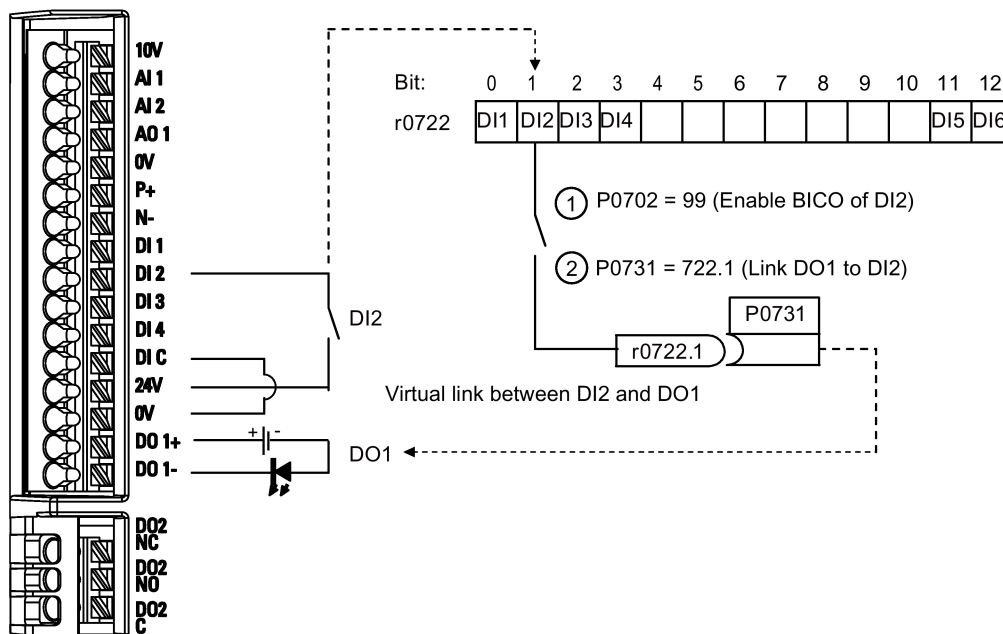 10V
AI 1
AI 2
AO 1
0V
P+
N-
DI 1
DI 2
DI 3
DI 4
DI C
24V
0V
DO 1+
DO 1-
DO2
NC
DO2
NO
DO2
C
+ -
DI2
DO1
Bit: 0 1 2 3 4 5 6 7 8 9 10 11 12
r0722 DI1 DI2 DI3 DI4 DI5 DI6
1 P0702 = 99 (Enable BICO of DI2)
2 P0731 = 722.1 (Link DO1 to DI2)
P0731
r0722.1
Virtual link between DI2 and DO1